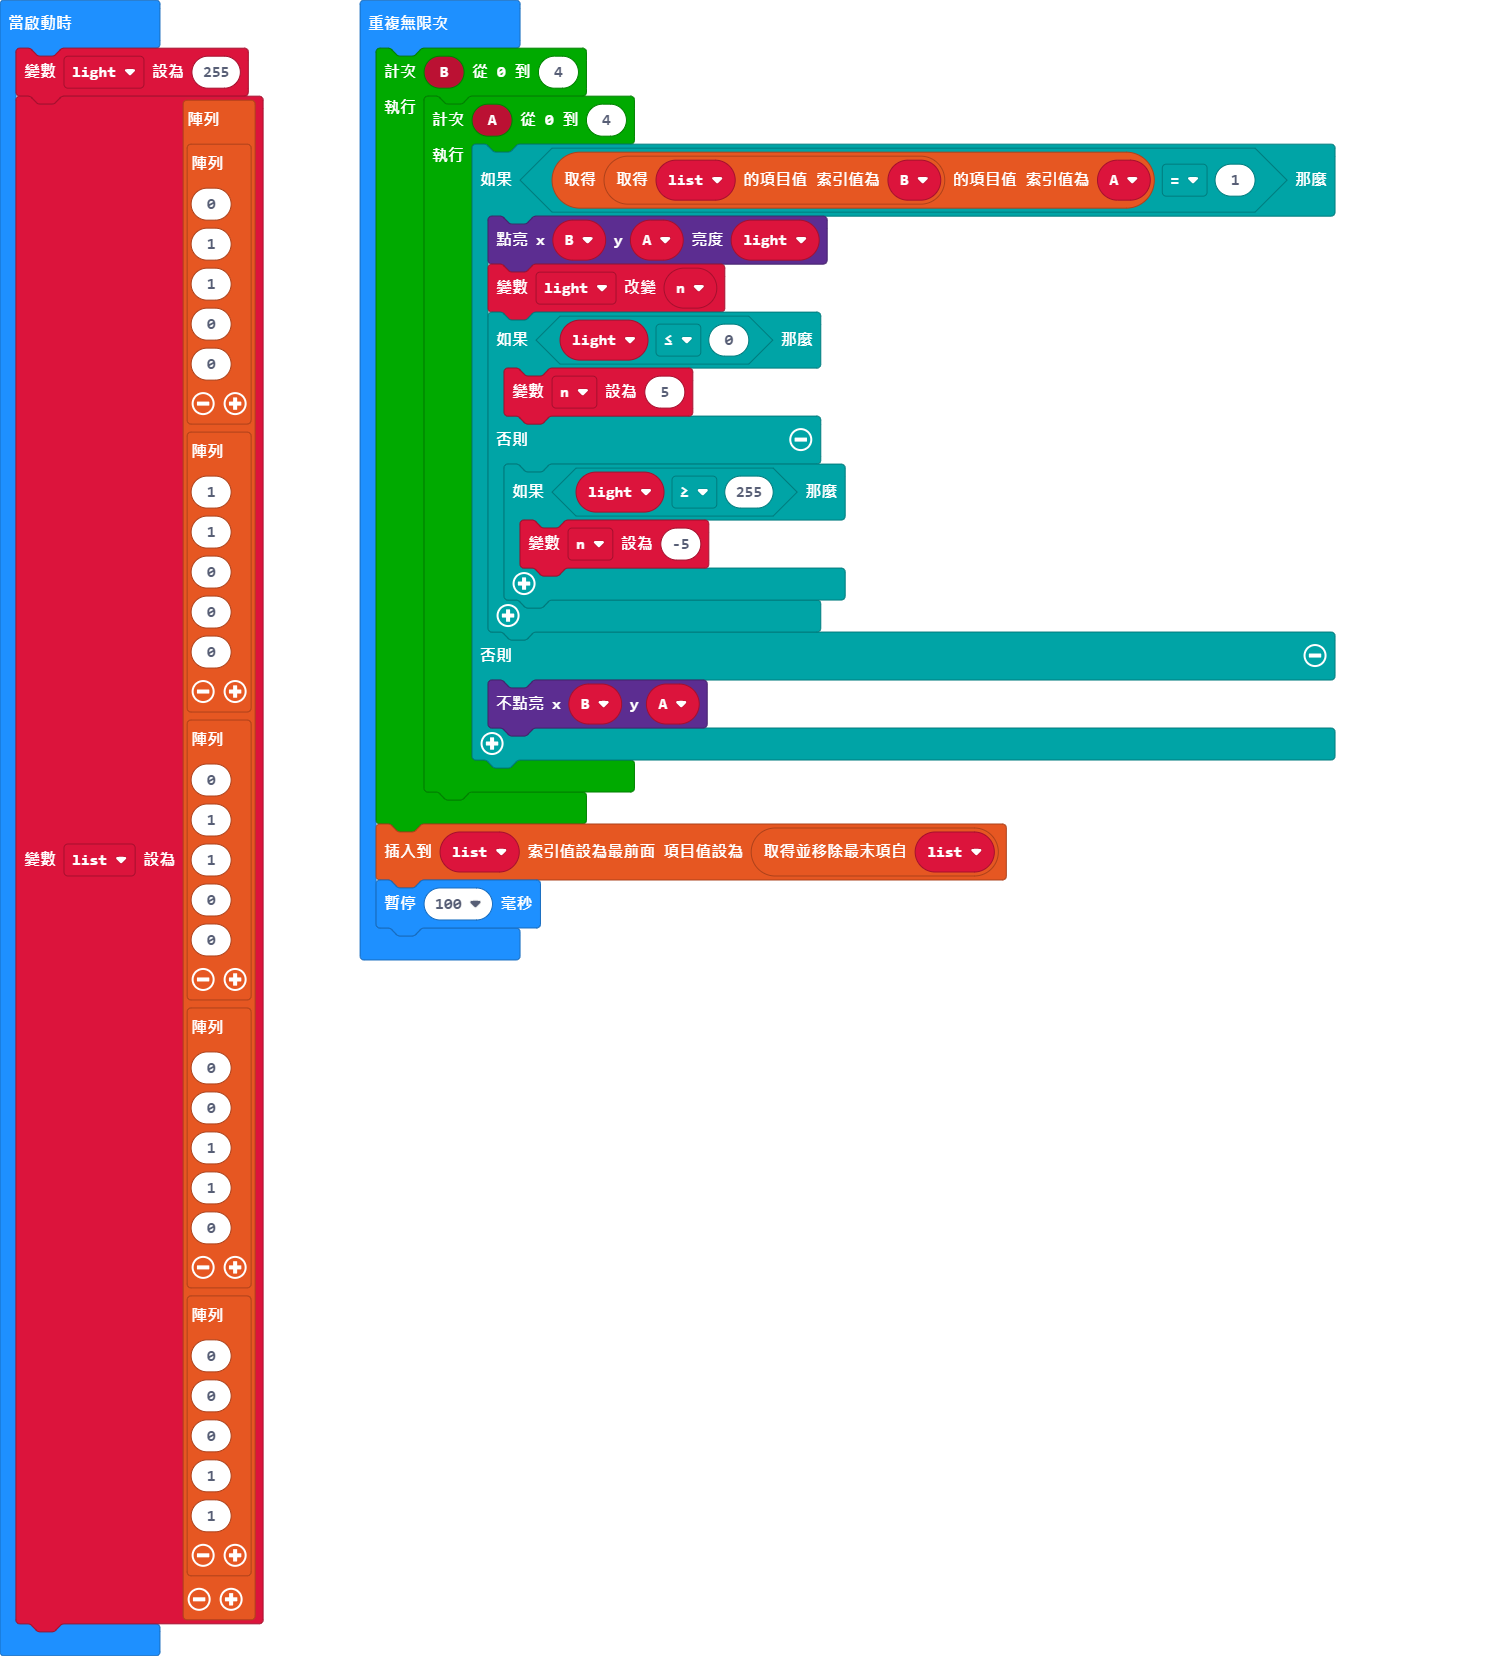 當啟動時
變數 light 設為 255
變數 list 設為
陣列
陣列
0
1
1
0
0
陣列
1
1
0
0
0
陣列
0
1
1
0
0
陣列
0
0
1
1
0
陣列
0
0
0
1
1
重複無限次
計次 B 從 0 到 4
執行
計次 A 從 0 到 4
執行
如果 取得 取得 list 的項目值 索引值為 B 的項目值 索引值為 A = 1 那麼
點亮 x B y A 亮度 light
變數 light 改變 n
如果 light ≤ 0 那麼
變數 n 設為 5
否則
如果 light ≥ 255 那麼
變數 n 設為 -5
否則
不點亮 x B y A
插入到 list 索引值設為最前面 項目值設為 取得並移除最末項自 list
暫停 100 毫秒